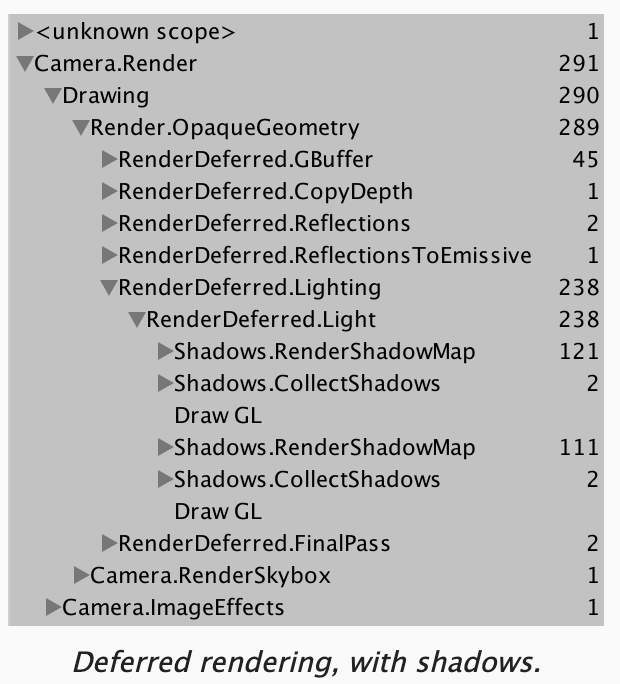 <unknown scope> 1
Camera.Render 291
Drawing 290
Render.OpaqueGeometry 289
RenderDeferred.GBuffer 45
RenderDeferred.CopyDepth 1
RenderDeferred.Reflections 2
RenderDeferred.ReflectionsToEmissive 1
RenderDeferred.Lighting 238
RenderDeferred.Light 238
Shadows.RenderShadowMap 121
Shadows.CollectShadows 2
Draw GL
Shadows.RenderShadowMap 111
Shadows.CollectShadows 2
Draw GL
RenderDeferred.FinalPass 2
Camera.RenderSkybox 1
Camera.ImageEffects 1
Deferred rendering, with shadows.